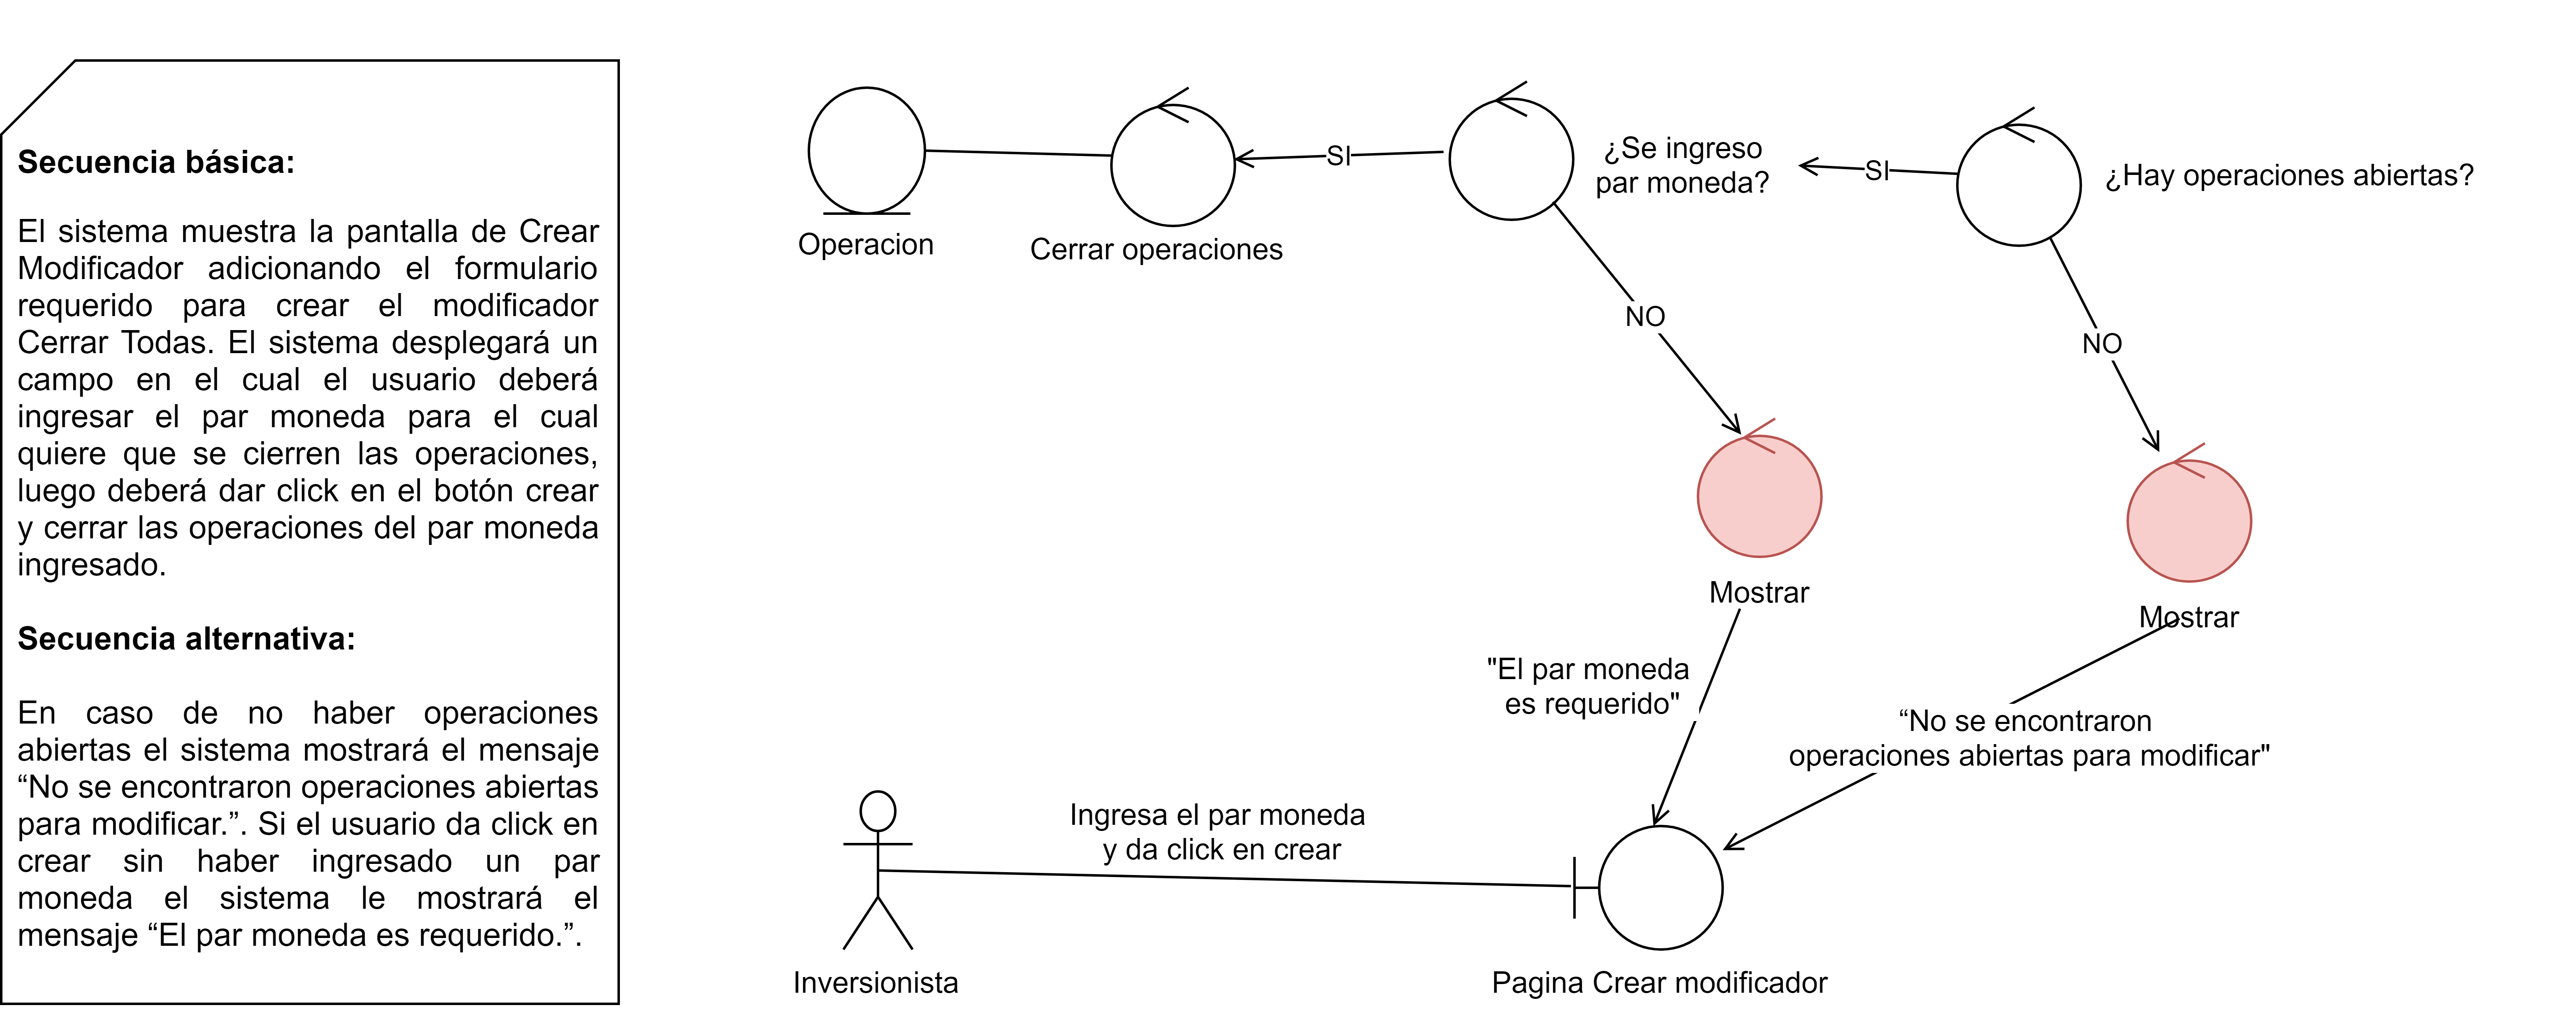 Secuencia básica:
El sistema muestra la pantalla de Crear
Modificador adicionando el formulario
requerido para crear el modificador
Cerrar Todas. El sistema desplegará un
campo en el cual el usuario deberá
ingresar el par moneda para el cual
quiere que se cierren las operaciones,
luego deberá dar click en el botón crear
y cerrar las operaciones del par moneda
ingresado.
Secuencia alternativa:
En caso de no haber operaciones
abiertas el sistema mostrará el mensaje
“No se encontraron operaciones abiertas
para modificar.”. Si el usuario da click en
crear sin haber ingresado un par
moneda el sistema le mostrará el
mensaje “El par moneda es requerido.”.
Operacion
Cerrar operaciones
SI
¿Se ingreso
par moneda?
SI
¿Hay operaciones abiertas?
NO
NO
Mostrar
Mostrar
"El par moneda
es requerido"
“No se encontraron
operaciones abiertas para modificar"
Ingresa el par moneda
y da click en crear
Inversionista
Pagina Crear modificador